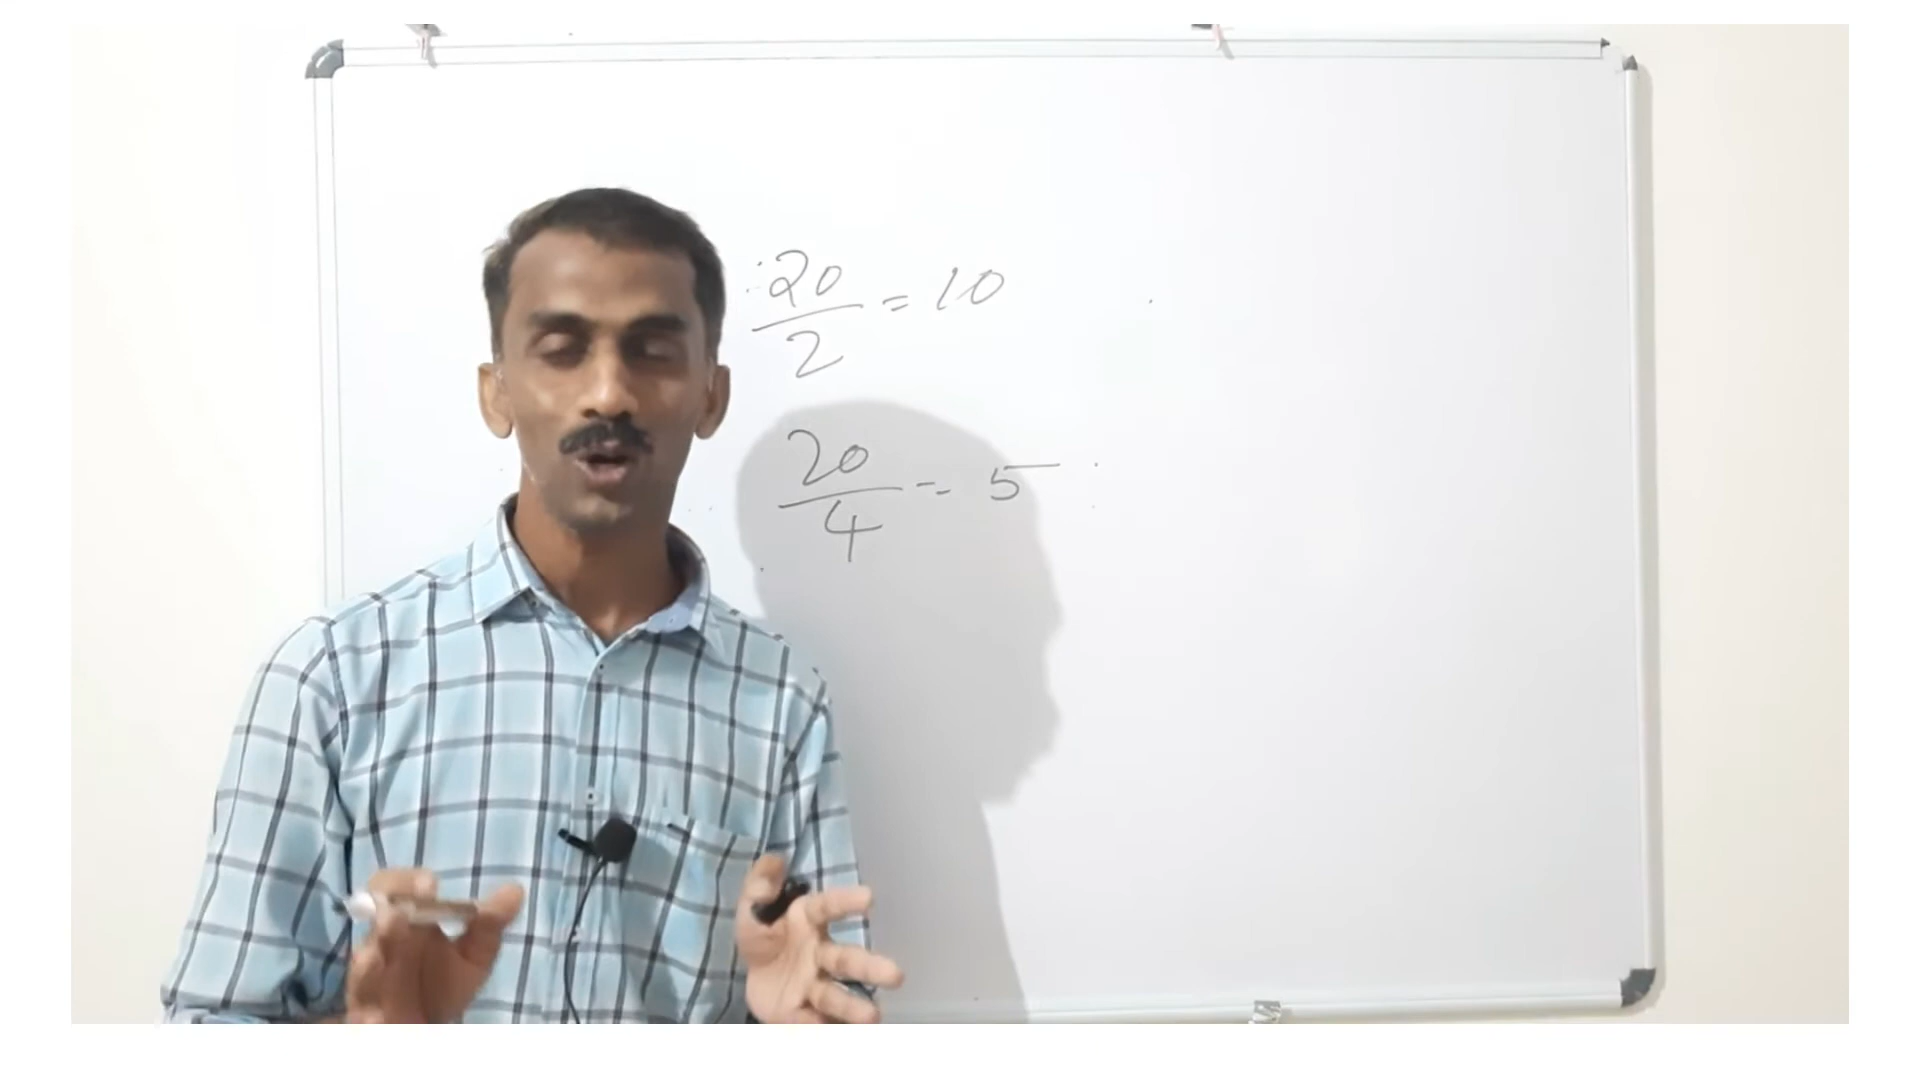 20/2 = 10
20/4 = 5